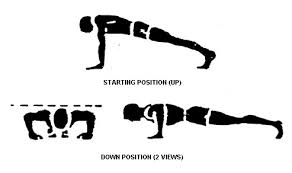 STARTING POSITION (UP)
DOWN POSITION (2 VIEWS)